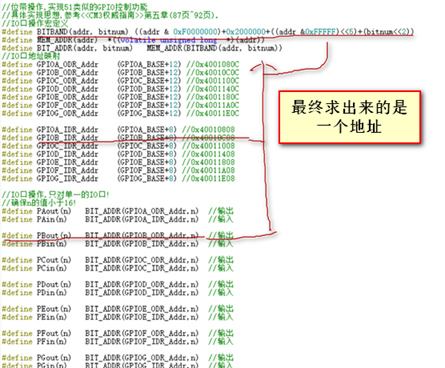 //位带操作,实现51类似的GPIO控制功能
//具体实现思想,参考<<CM3权威指南>>第五章(87页~92页).
//IO口操作宏定义
#define BITBAND(addr, bitnum) ((addr & 0xF0000000)+0x2000000+((addr &0xFFFFF)<<5)+(bitnum<<2))
#define MEM_ADDR(addr)  *((volatile unsigned long  *)(addr))
#define BIT_ADDR(addr, bitnum)   MEM_ADDR(BITBAND(addr, bitnum))
//IO口地址映射
#define GPIOA_ODR_Addr    (GPIOA_BASE+12) //0x4001080C
#define GPIOB_ODR_Addr    (GPIOB_BASE+12) //0x40010C0C
#define GPIOC_ODR_Addr    (GPIOC_BASE+12) //0x4001100C
#define GPIOD_ODR_Addr    (GPIOD_BASE+12) //0x4001140C
#define GPIOE_ODR_Addr    (GPIOE_BASE+12) //0x4001180C
#define GPIOF_ODR_Addr    (GPIOF_BASE+12) //0x40011A0C
#define GPIOG_ODR_Addr    (GPIOG_BASE+12) //0x40011E0C
最终求出来的是
一个地址
#define GPIOA_IDR_Addr    (GPIOA_BASE+8) //0x40010808
#define GPIOB_IDR_Addr    (GPIOB_BASE+8) //0x40010C08
#define GPIOC_IDR_Addr    (GPIOC_BASE+8) //0x40011008
#define GPIOD_IDR_Addr    (GPIOD_BASE+8) //0x40011408
#define GPIOE_IDR_Addr    (GPIOE_BASE+8) //0x40011808
#define GPIOF_IDR_Addr    (GPIOF_BASE+8) //0x40011A08
#define GPIOG_IDR_Addr    (GPIOG_BASE+8) //0x40011E08
//IO口操作,只对单一的IO口!
//确保n的值小于16!
#define PAout(n)   BIT_ADDR(GPIOA_ODR_Addr,n)  //输出
#define PAin(n)    BIT_ADDR(GPIOA_IDR_Addr,n)  //输入
#define PBout(n)   BIT_ADDR(GPIOB_ODR_Addr,n)  //输出
#define PBin(n)    BIT_ADDR(GPIOB_IDR_Addr,n)  //输入
#define PCout(n)   BIT_ADDR(GPIOC_ODR_Addr,n)  //输出
#define PCin(n)    BIT_ADDR(GPIOC_IDR_Addr,n)  //输入
#define PDout(n)   BIT_ADDR(GPIOD_ODR_Addr,n)  //输出
#define PDin(n)    BIT_ADDR(GPIOD_IDR_Addr,n)  //输入
#define PEout(n)   BIT_ADDR(GPIOE_ODR_Addr,n)  //输出
#define PEin(n)    BIT_ADDR(GPIOE_IDR_Addr,n)  //输入
#define PFout(n)   BIT_ADDR(GPIOF_ODR_Addr,n)  //输出
#define PFin(n)    BIT_ADDR(GPIOF_IDR_Addr,n)  //输入
#define PGout(n)   BIT_ADDR(GPIOG_ODR_Addr,n)  //输出
#define PGin(n)    BIT_ADDR(GPIOG_IDR_Addr,n)  //输入